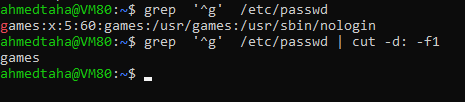 ahmedtaha@VM80:~$ grep  '^g'  /etc/passwd
games:x:5:60:games:/usr/games:/usr/sbin/nologin
ahmedtaha@VM80:~$ grep  '^g'  /etc/passwd | cut -d: -f1
games
ahmedtaha@VM80:~$